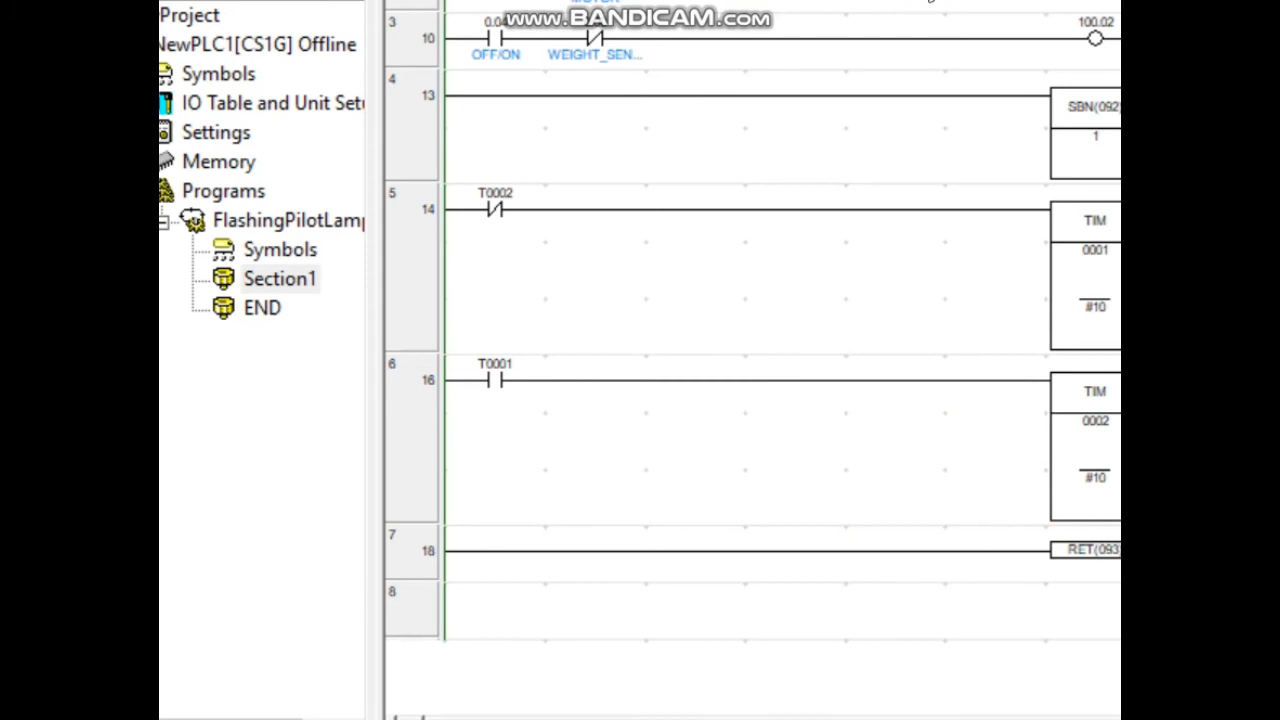 www.BANDICAM.com
Project
NewPLC1[CS1G] Offline
Symbols
IO Table and Unit Setu
Settings
Memory
Programs
FlashingPilotLamp
Symbols
Section1
END
3
10
0.04
OFF/ON
WEIGHT_SEN...
100.02
4
13
SBN(092)
1
5
14
T0002
TIM
0001
#10
6
16
T0001
TIM
0002
#10
7
18
RET(093)
8